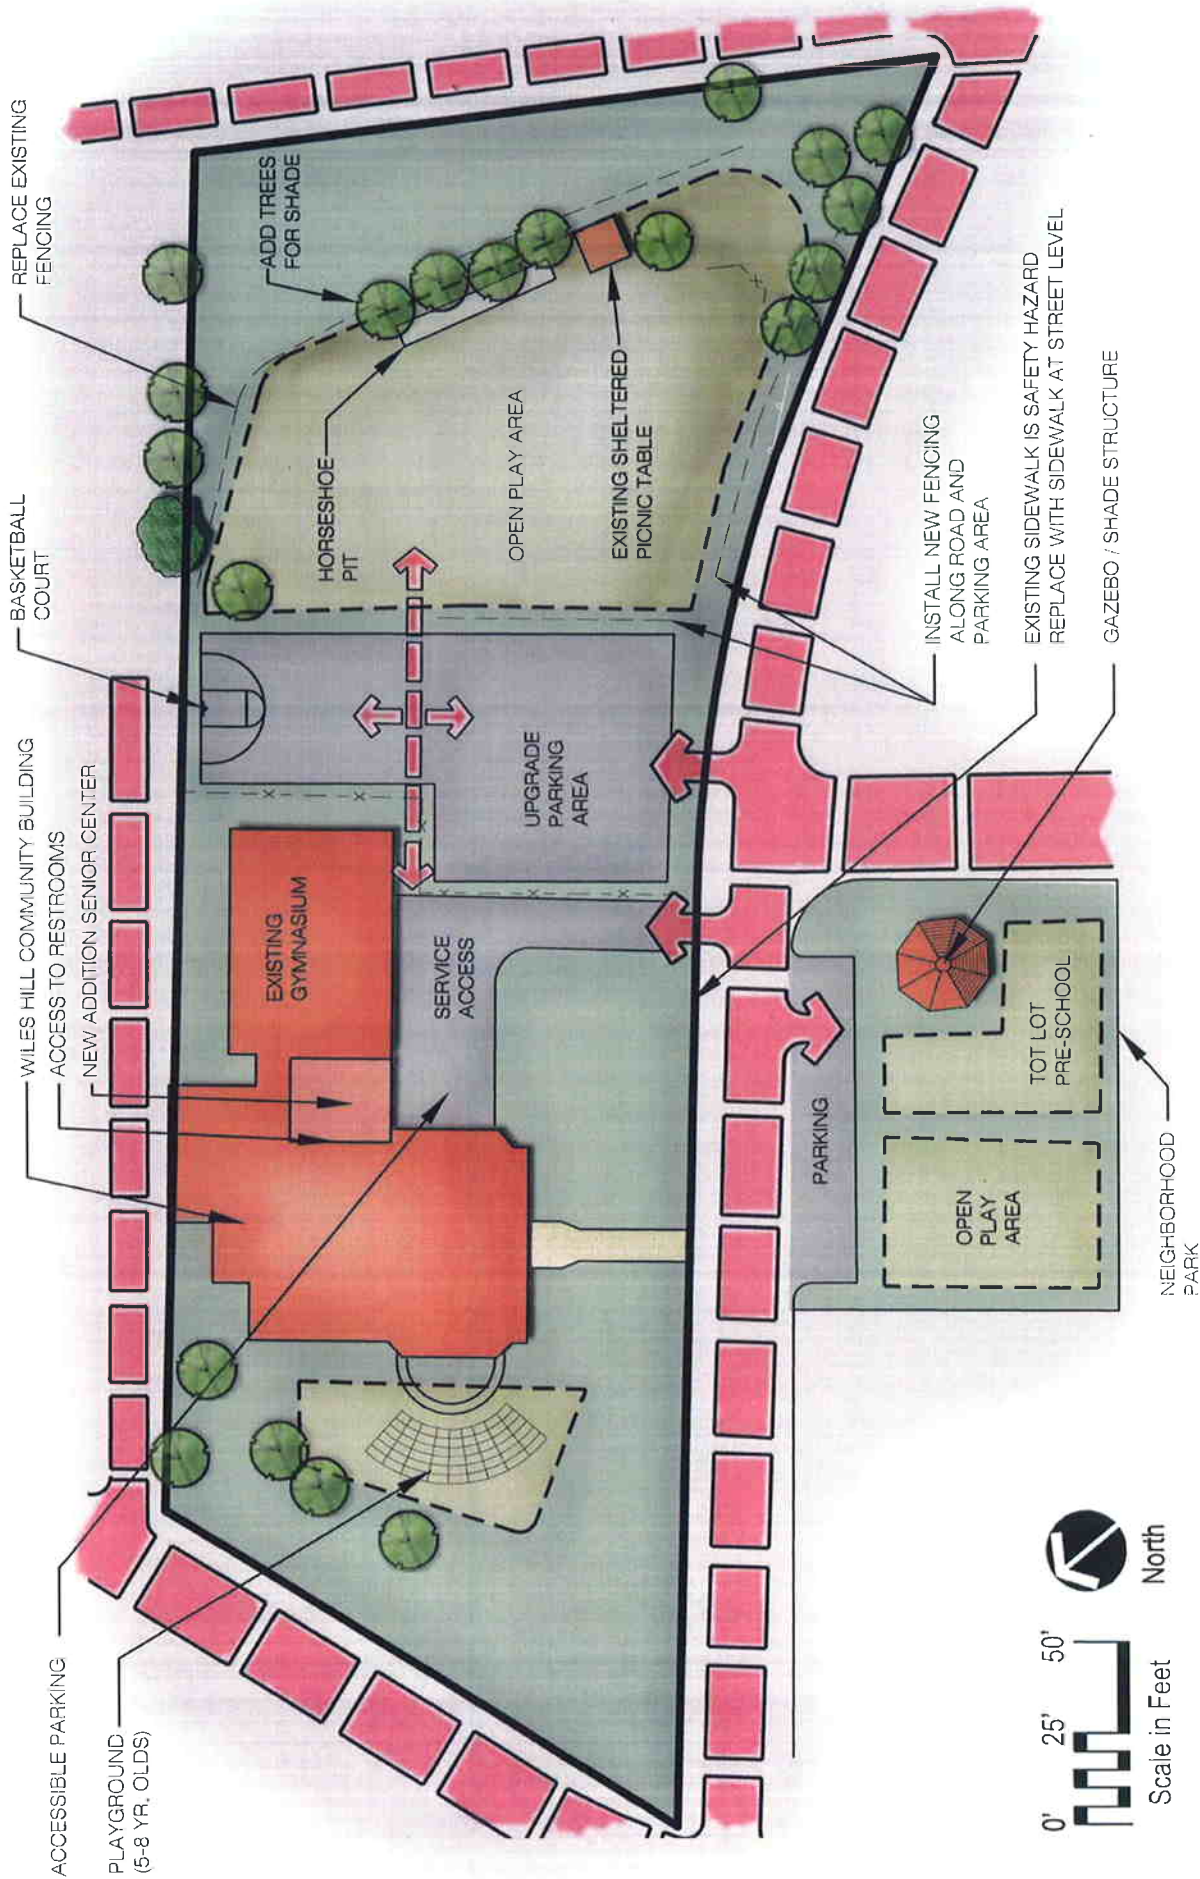 ACCESSIBLE PARKING
PLAYGROUND
(5-8 YR. OLDS)
WILES HILL COMMUNITY BUILDING
ACCESS TO RESTROOMS
NEW ADDITION SENIOR CENTER
BASKETBALL
COURT
REPLACE EXISTING
FENCING
ADD TREES
FOR SHADE
HORSESHOE
PIT
OPEN PLAY AREA
EXISTING SHELTERED
PICNIC TABLE
EXISTING
GYMNASIUM
SERVICE
ACCESS
UPGRADE
PARKING
AREA
PARKING
OPEN
PLAY
AREA
TOT LOT
PRE-SCHOOL
INSTALL NEW FENCING
ALONG ROAD AND
PARKING AREA
EXISTING SIDEWALK IS SAFETY HAZARD
REPLACE WITH SIDEWALK AT STREET LEVEL
GAZEBO / SHADE STRUCTURE
NEIGHBORHOOD
PARK
0' 25' 50'
Scale in Feet
North